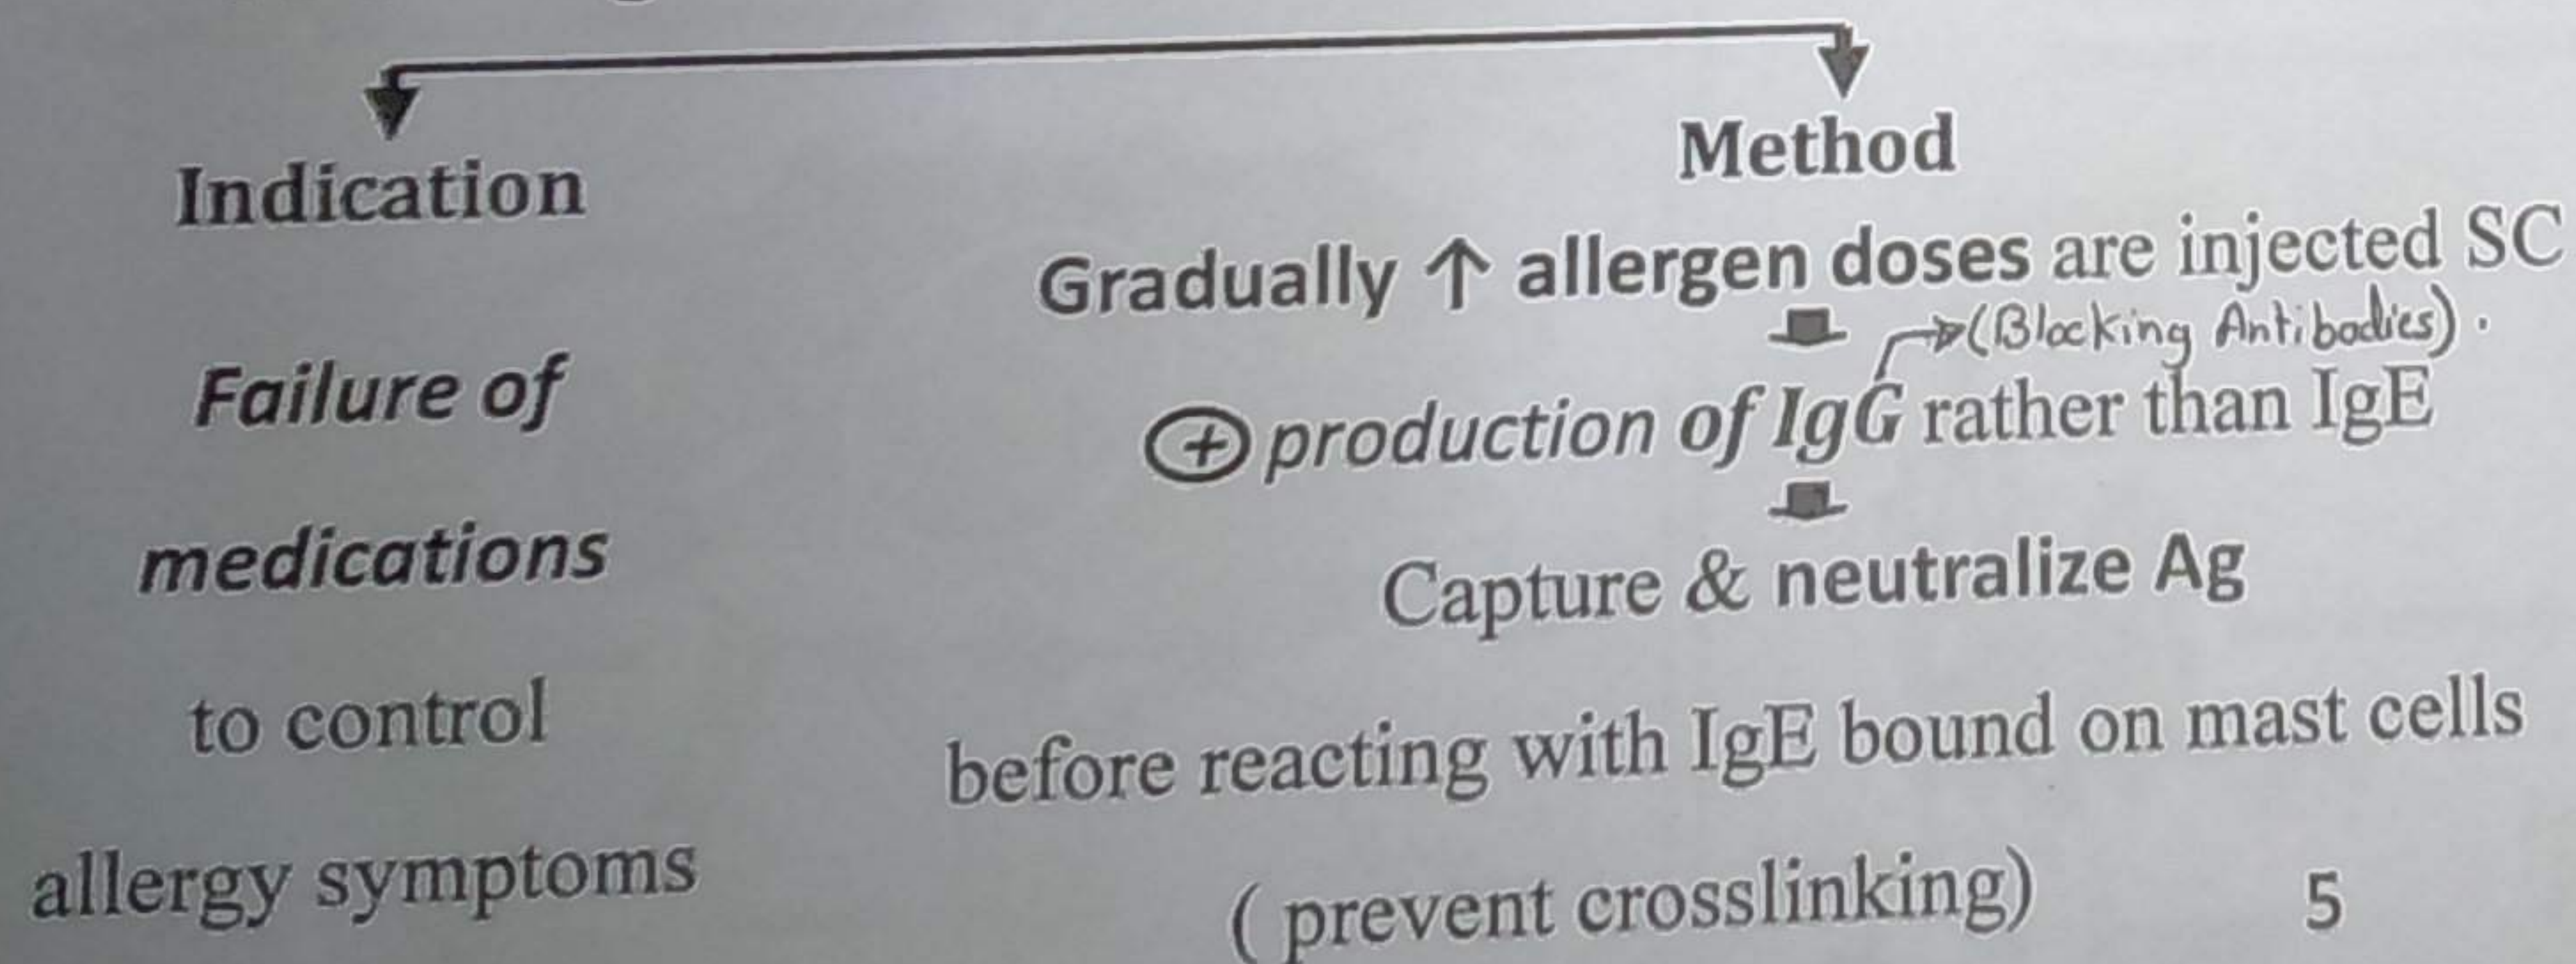 Indication
Failure of
medications
to control
allergy symptoms
Method
Gradually ↑ allergen doses are injected SC
(Blocking Antibodies).
⊕ production of IgG rather than IgE
Capture & neutralize Ag
before reacting with IgE bound on mast cells
( prevent crosslinking)
5